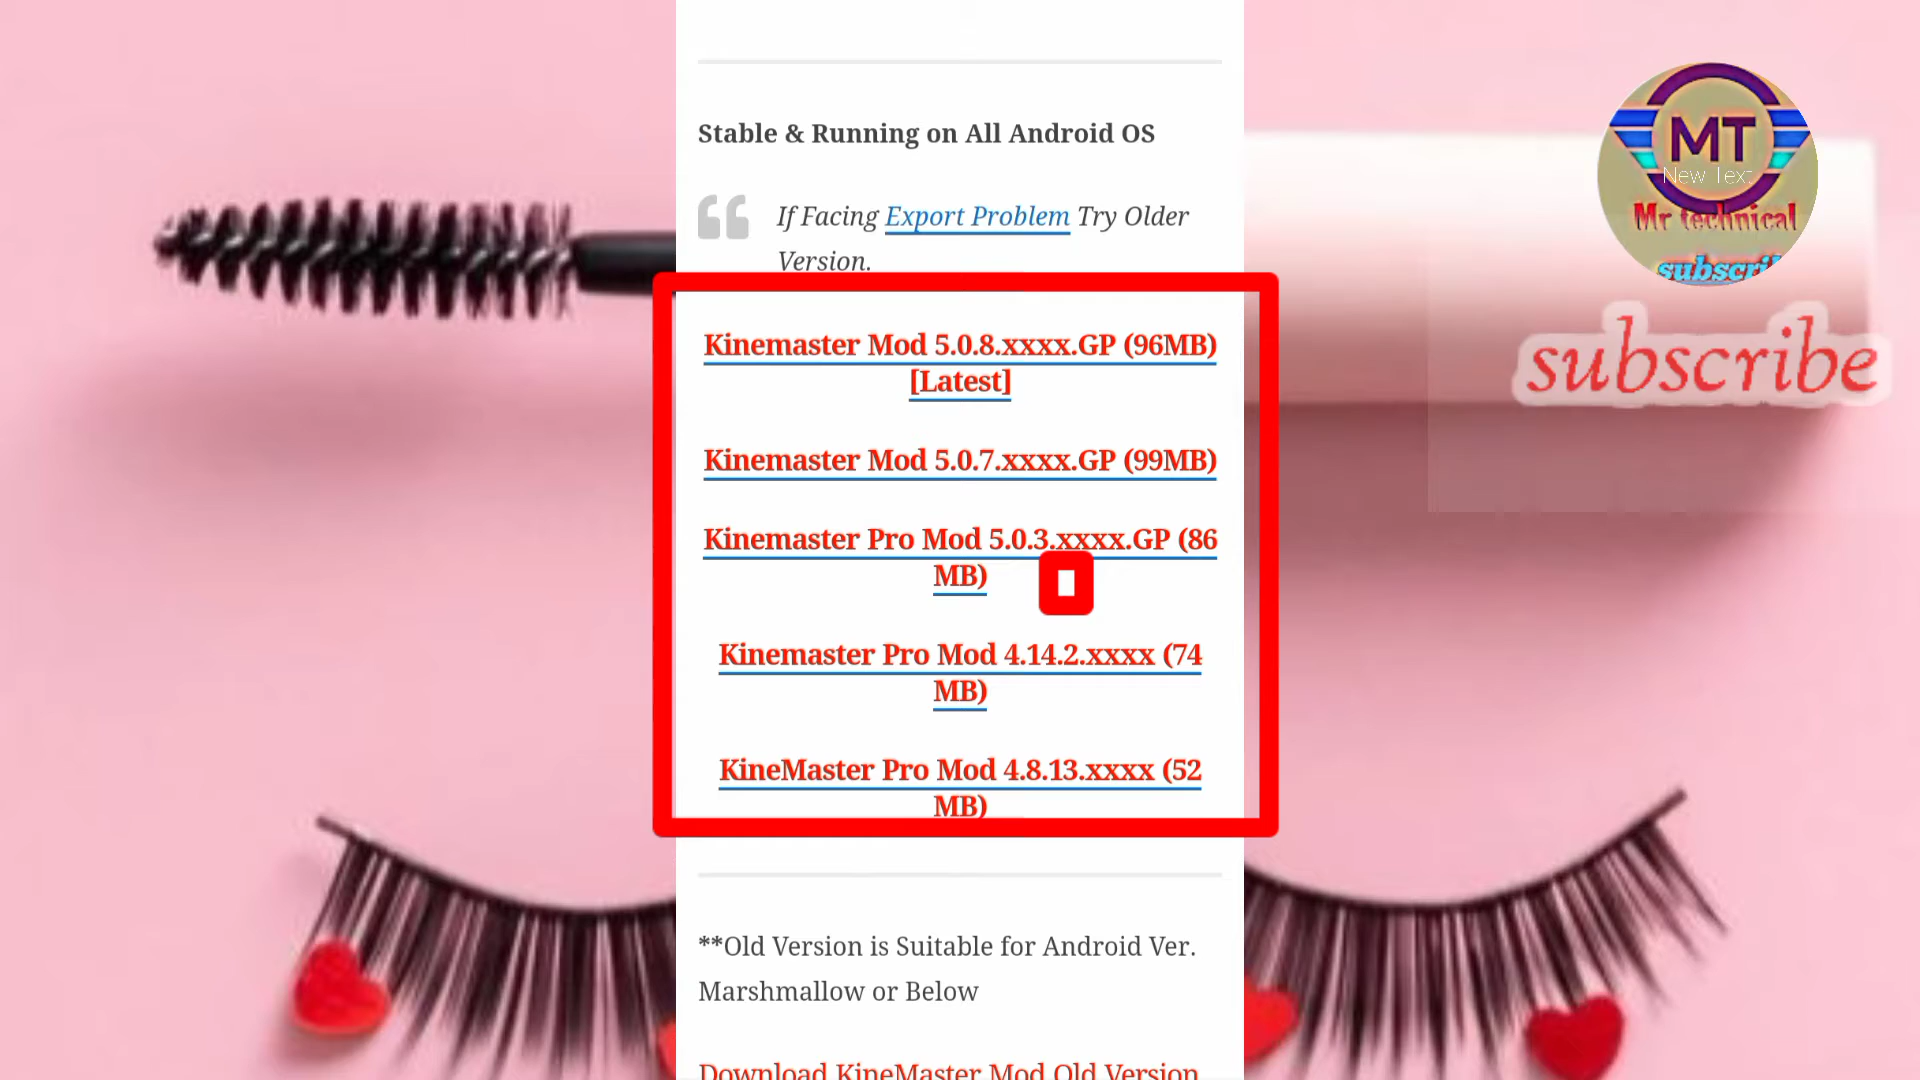 Stable & Running on All Android OS
If Facing Export Problem Try Older
Version.
Kinemaster Mod 5.0.8.xxxx.GP (96MB)
[Latest]
Kinemaster Mod 5.0.7.xxxx.GP (99MB)
Kinemaster Pro Mod 5.0.3.xxxx.GP (86
MB)
Kinemaster Pro Mod 4.14.2.xxxx (74
MB)
KineMaster Pro Mod 4.8.13.xxxx (52
MB)
**Old Version is Suitable for Android Ver.
Marshmallow or Below
Download KineMaster Mod Old Version
MT
New Text
Mr technical
subscri
subscribe